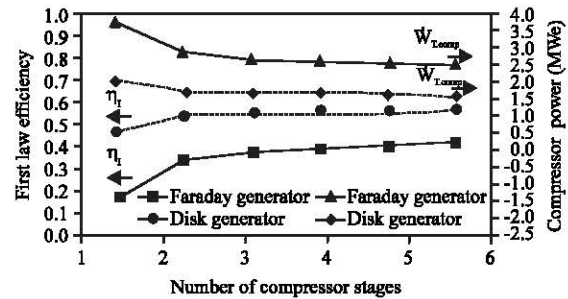 First law efficiency
1.0
0.9
0.8
0.7
0.6
0.5
0.4
0.3
0.2
0.1
0.0
Ẇ_T,comp
Ẇ_T,comp
η_I
η_I
Faraday generator
Faraday generator
Disk generator
Disk generator
4.0
3.5
3.0
2.5
2.0
1.5
1.0
0.5
0.0
-0.5
-1.0
-1.5
-2.0
-2.5
Compressor power (MWe)
1 2 3 4 5 6
Number of compressor stages